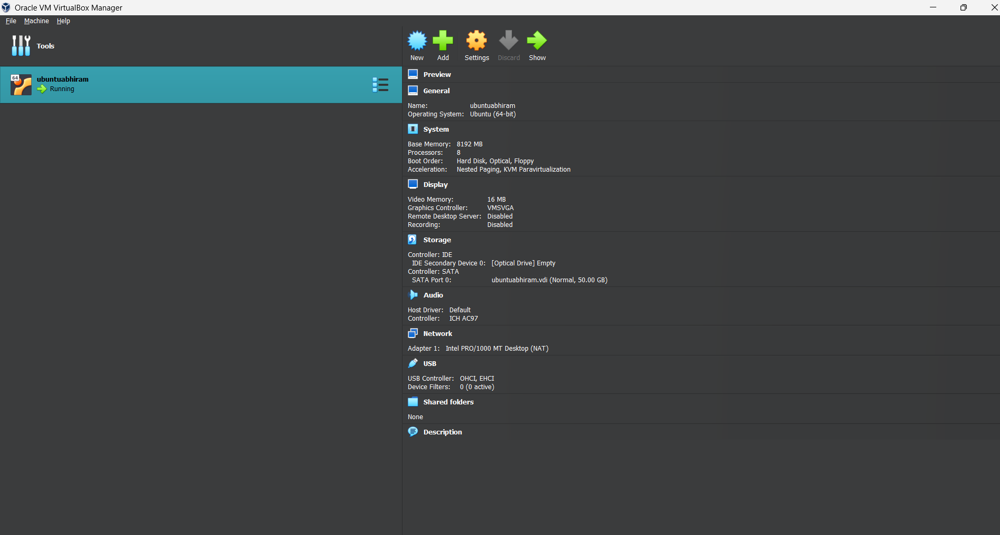 Oracle VM VirtualBox Manager
File Machine Help
Tools
New Add Settings Discard Show
64
ubuntuabhiram
Running
Preview
General
Name: ubuntuabhiram
Operating System: Ubuntu (64-bit)
System
Base Memory: 8192 MB
Processors: 8
Boot Order: Hard Disk, Optical, Floppy
Acceleration: Nested Paging, KVM Paravirtualization
Display
Video Memory: 16 MB
Graphics Controller: VMSVGA
Remote Desktop Server: Disabled
Recording: Disabled
Storage
Controller: IDE
IDE Secondary Device 0: [Optical Drive] Empty
Controller: SATA
SATA Port 0: ubuntuabhiram.vdi (Normal, 50.00 GB)
Audio
Host Driver: Default
Controller: ICH AC97
Network
Adapter 1: Intel PRO/1000 MT Desktop (NAT)
USB
USB Controller: OHCI, EHCI
Device Filters: 0 (0 active)
Shared folders
None
Description